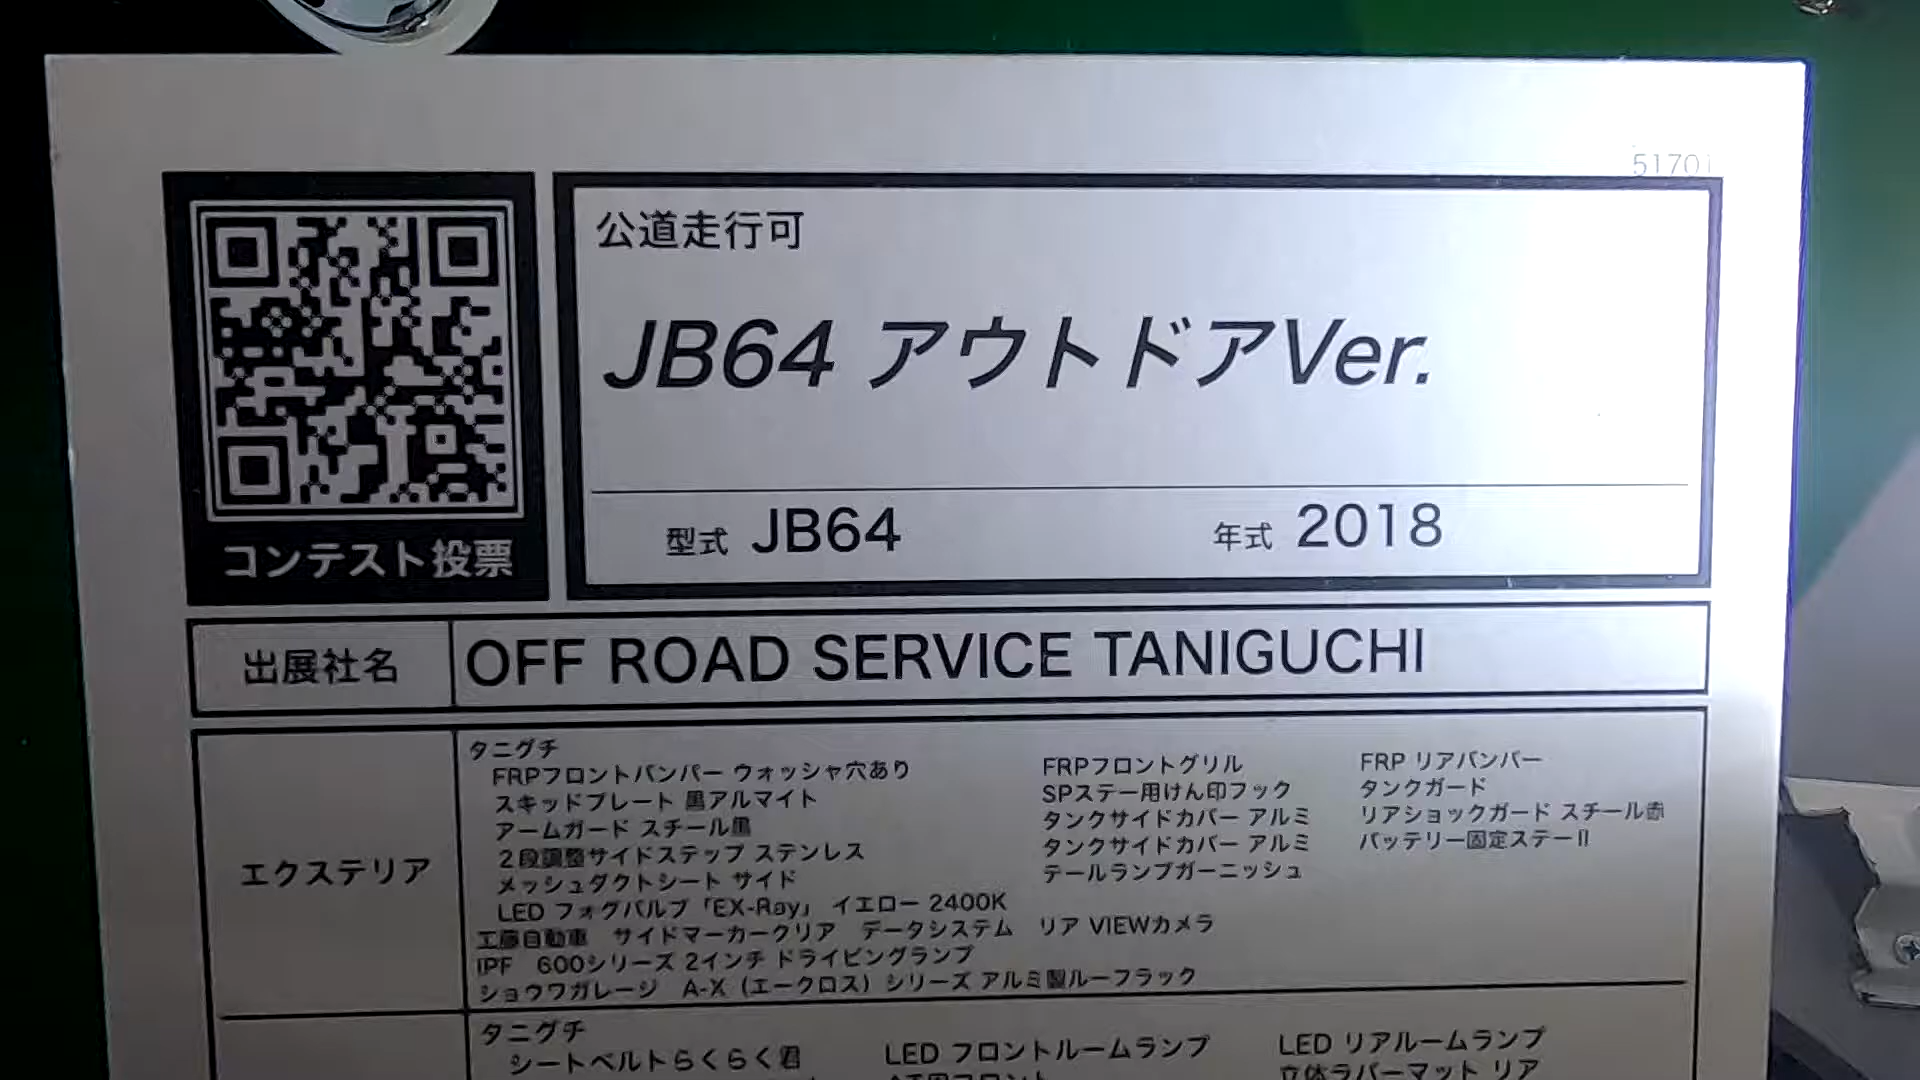 51701
公道走行可
JB64 アウトドアVer.
型式 JB64 年式 2018
コンテスト投票
出展社名 OFF ROAD SERVICE TANIGUCHI
エクステリア
タニグチ
FRPフロントバンパー ウォッシャ穴あり FRPフロントグリル FRP リアバンパー
スキッドプレート 黒アルマイト SPステー用けん印フック タンクガード
アームガード スチール黒 タンクサイドカバー アルミ リアショックガード スチール赤
2段調整サイドステップ ステンレス タンクサイドカバー アルミ バッテリー固定ステーII
メッシュダクトシート サイド テールランプガーニッシュ
LED フォグバルブ「EX-Ray」 イエロー 2400K
工藤自動車 サイドマーカークリア データシステム リア VIEWカメラ
IPF 600シリーズ 2インチ ドライビングランプ
ショウワガレージ A-X (エークロス) シリーズ アルミ製ルーフラック
タニグチ
シートベルトらくらく君 LED フロントルームランプ LED リアルームランプ
立体ラバーマット リア